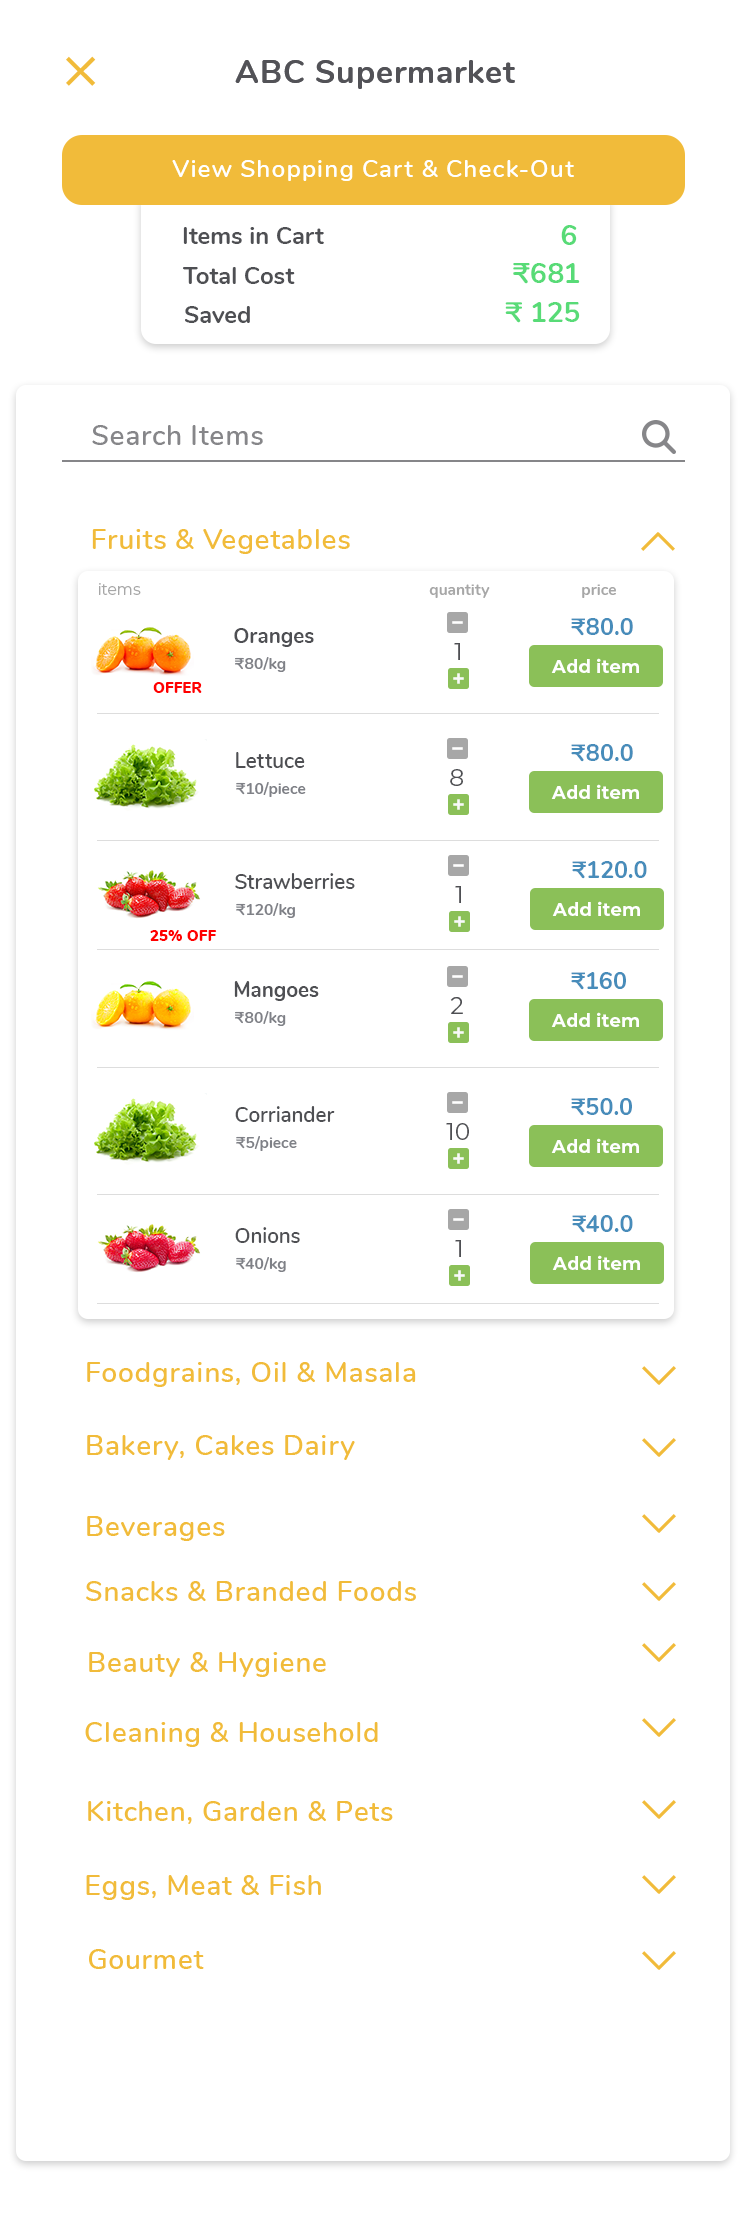 ABC Supermarket
View Shopping Cart & Check-Out
Items in Cart 6
Total Cost ₹681
Saved ₹ 125
Search Items
Fruits & Vegetables
items quantity price
Oranges
₹80/kg
OFFER
1
₹80.0
Add item
Lettuce
₹10/piece
8
₹80.0
Add item
Strawberries
₹120/kg
25% OFF
1
₹120.0
Add item
Mangoes
₹80/kg
2
₹160
Add item
Corriander
₹5/piece
10
₹50.0
Add item
Onions
₹40/kg
1
₹40.0
Add item
Foodgrains, Oil & Masala
Bakery, Cakes Dairy
Beverages
Snacks & Branded Foods
Beauty & Hygiene
Cleaning & Household
Kitchen, Garden & Pets
Eggs, Meat & Fish
Gourmet